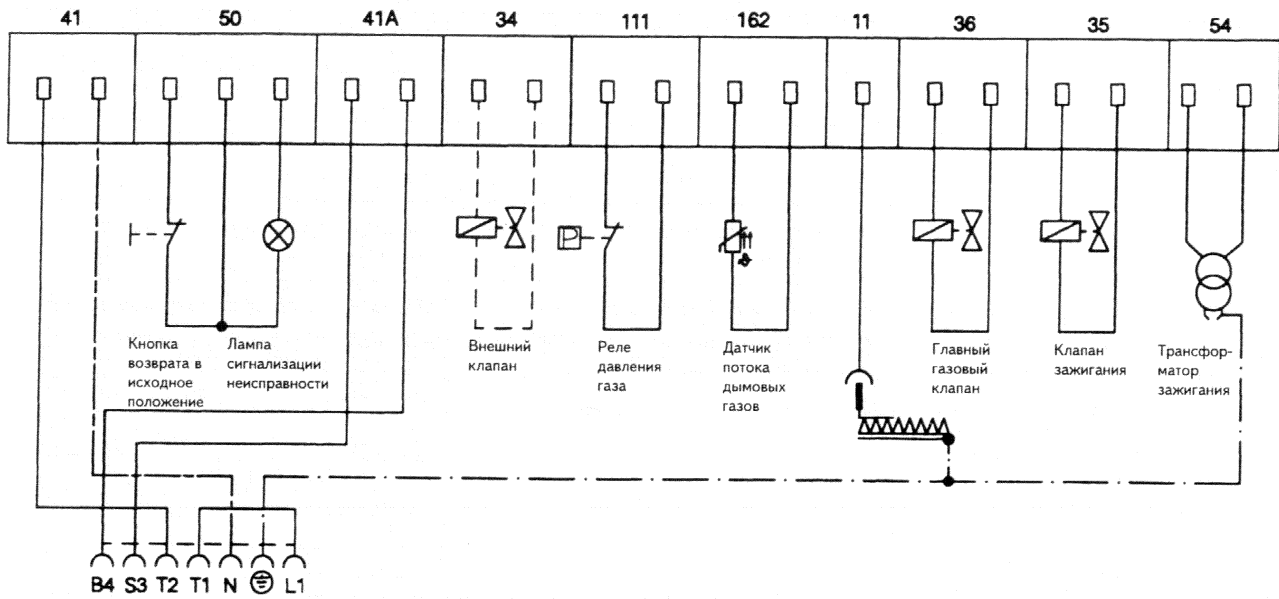 41 50 41A 34 111 162 11 36 35 54
P
ϑ
Кнопка
возврата в
исходное
положение
Лампа
сигнализации
неисправности
Внешний
клапан
Реле
давления
газа
Датчик
потока
дымовых
газов
Главный
газовый
клапан
Клапан
зажигания
Трансфор-
матор
зажигания
B4 S3 T2 T1 N L1